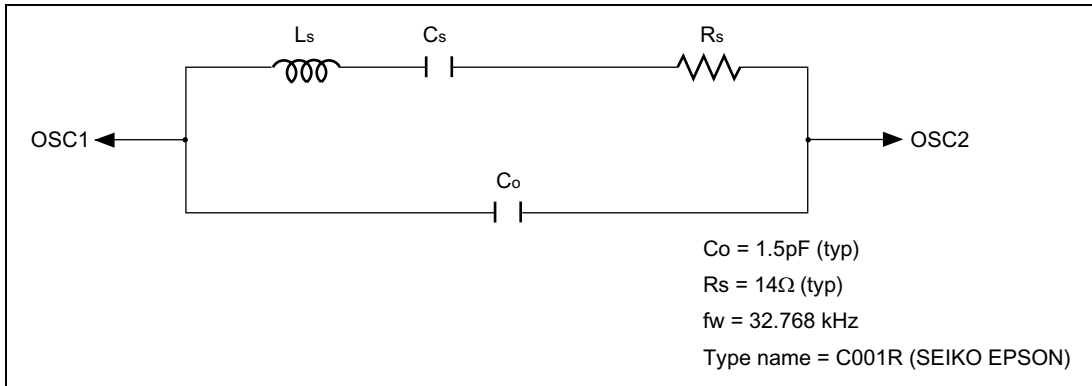 Ls
Cs
Rs
OSC1
OSC2
Co
Co = 1.5pF (typ)
Rs = 14Ω (typ)
fw = 32.768 kHz
Type name = C001R (SEIKO EPSON)